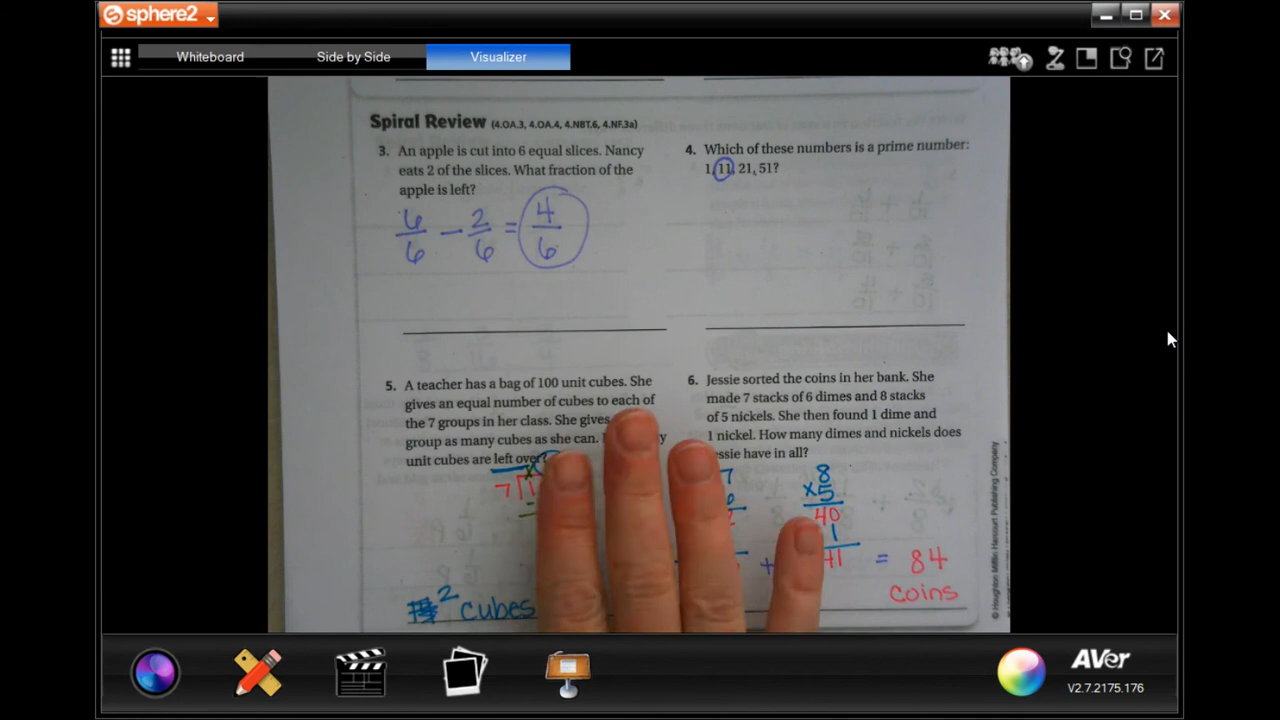 sphere2
Whiteboard Side by Side Visualizer
Spiral Review (4.OA.3, 4.OA.4, 4.NBT.6, 4.NF.3a)
3. An apple is cut into 6 equal slices. Nancy
eats 2 of the slices. What fraction of the
apple is left?
6/6 - 2/6 = 4/6
4. Which of these numbers is a prime number:
1, 11, 21, 51?
5. A teacher has a bag of 100 unit cubes. She
gives an equal number of cubes to each of
the 7 groups in her class. She gives
group as many cubes as she can.
unit cubes are left over?
7 1
2 cubes
6. Jessie sorted the coins in her bank. She
made 7 stacks of 6 dimes and 8 stacks
of 5 nickels. She then found 1 dime and
1 nickel. How many dimes and nickels does
essie have in all?
7
8
x5
40
1
+ 41 = 84
coins
© Houghton Mifflin Harcourt Publishing Company
AVer
V2.7.2175.176